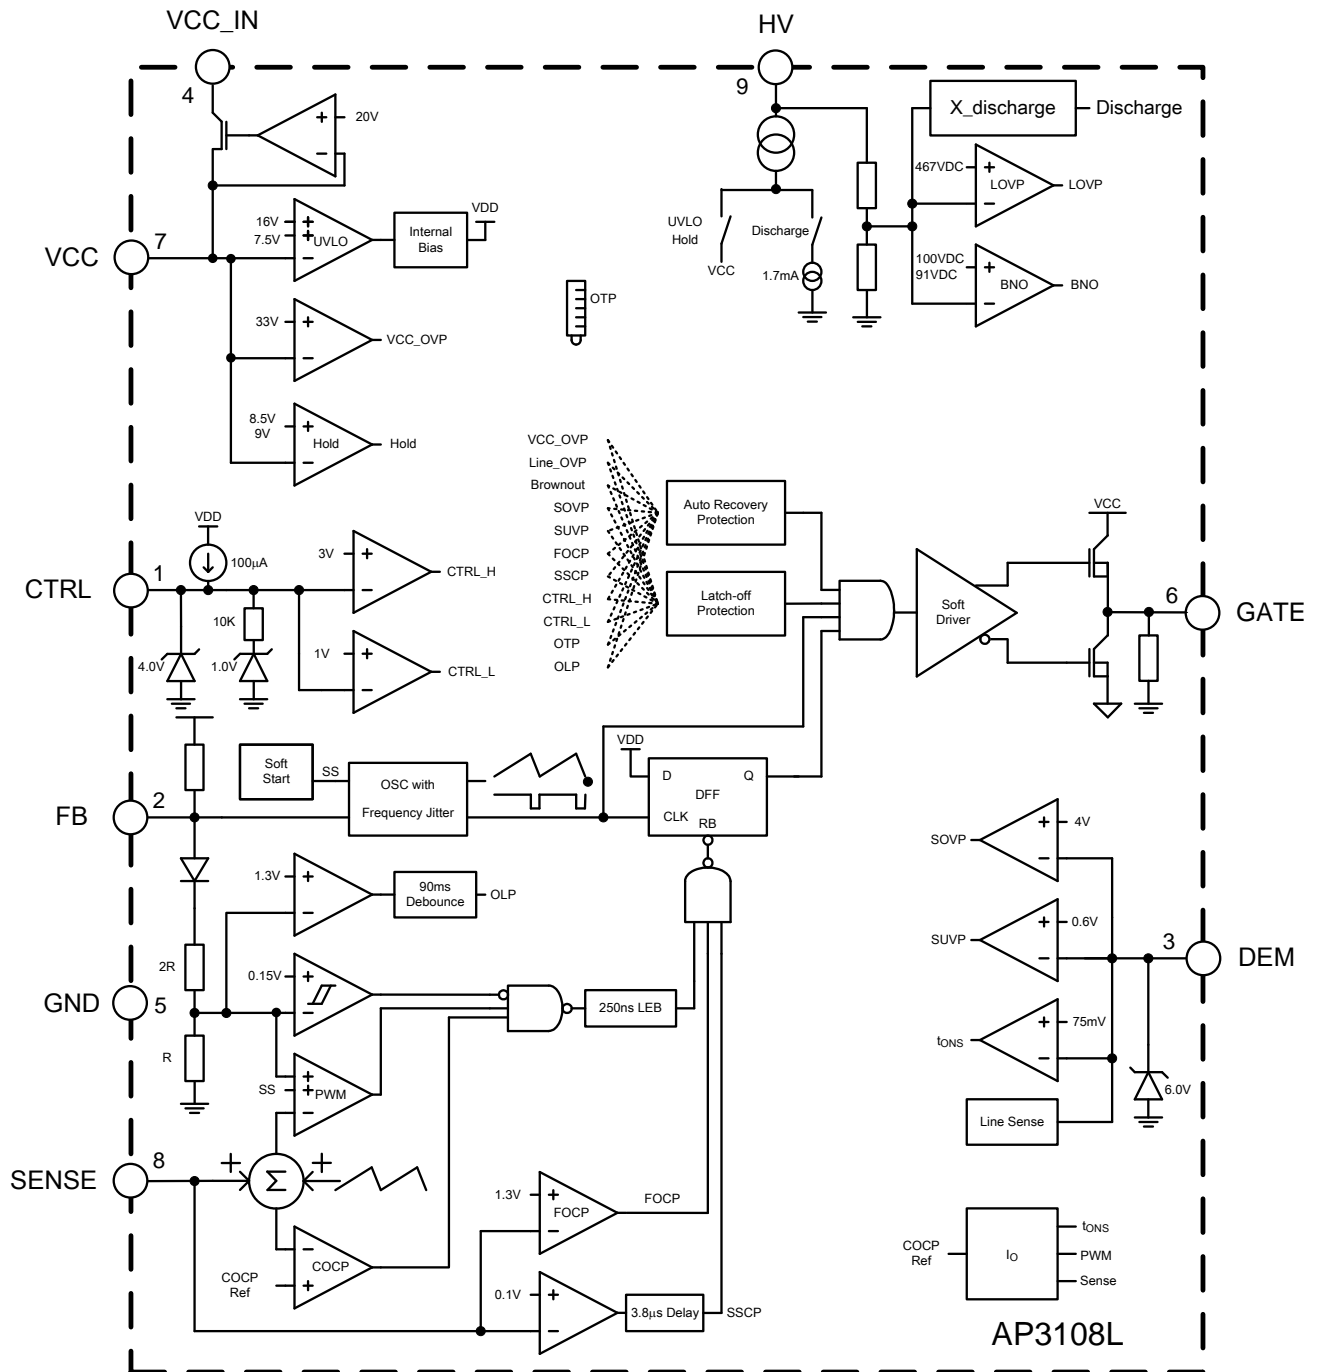 VCC_IN
HV
4
9
20V
+
−
X_discharge
Discharge
467VDC
+
−
LOVP
LOVP
VCC
7
16V
7.5V
+
+
−
UVLO
Internal
Bias
VDD
UVLO
Hold
VCC
Discharge
1.7mA
100VDC
91VDC
+
−
BNO
BNO
OTP
33V
+
−
VCC_OVP
8.5V
9V
+
−
Hold
Hold
VCC_OVP
Line_OVP
Brownout
SOVP
SUVP
FOCP
SSCP
CTRL_H
CTRL_L
OTP
OLP
Auto Recovery
Protection
Latch-off
Protection
Soft
Driver
VCC
6
GATE
VDD
100µA
CTRL
1
3V
+
−
CTRL_H
10K
4.0V
1.0V
1V
+
−
CTRL_L
FB
2
Soft
Start
SS
OSC with
Frequency Jitter
VDD
D
Q
DFF
CLK
RB
1.3V
+
−
90ms
Debounce
OLP
2R
GND
5
0.15V
+
−
250ns LEB
R
SS
+
+
−
PWM
SENSE
8
+
Σ
+
−
+
COCP
COCP
Ref
1.3V
+
−
FOCP
FOCP
0.1V
+
−
3.8µs Delay
SSCP
SOVP
+
−
4V
SUVP
+
−
0.6V
3
DEM
tONS
+
−
75mV
6.0V
Line Sense
COCP
Ref
IO
tONS
PWM
Sense
AP3108L